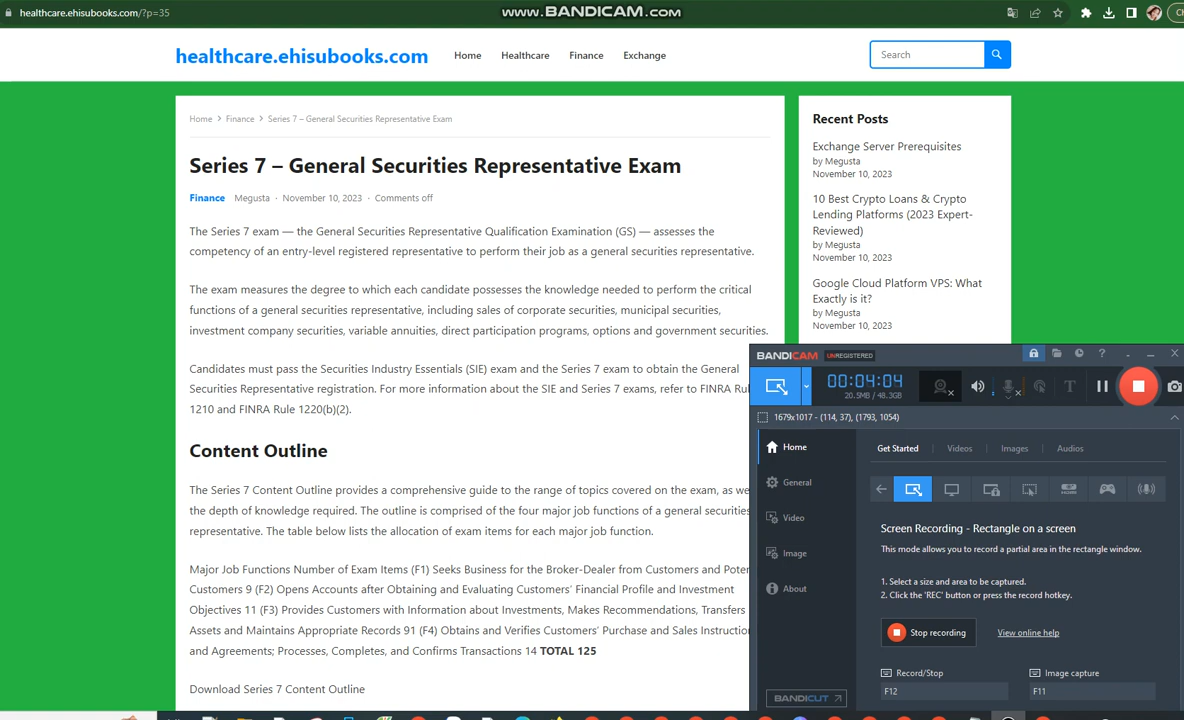 healthcare.ehisubooks.com/?p=35
www.BANDICAM.com
healthcare.ehisubooks.com
Home
Healthcare
Finance
Exchange
Search
Home > Finance > Series 7 – General Securities Representative Exam
Series 7 – General Securities Representative Exam
Finance Megusta · November 10, 2023 · Comments off
The Series 7 exam — the General Securities Representative Qualification Examination (GS) — assesses the
competency of an entry-level registered representative to perform their job as a general securities representative.
The exam measures the degree to which each candidate possesses the knowledge needed to perform the critical
functions of a general securities representative, including sales of corporate securities, municipal securities,
investment company securities, variable annuities, direct participation programs, options and government securities.
Candidates must pass the Securities Industry Essentials (SIE) exam and the Series 7 exam to obtain the General
Securities Representative registration. For more information about the SIE and Series 7 exams, refer to FINRA Rul
1210 and FINRA Rule 1220(b)(2).
Content Outline
The Series 7 Content Outline provides a comprehensive guide to the range of topics covered on the exam, as we
the depth of knowledge required. The outline is comprised of the four major job functions of a general securities
representative. The table below lists the allocation of exam items for each major job function.
Major Job Functions Number of Exam Items (F1) Seeks Business for the Broker-Dealer from Customers and Poten
Customers 9 (F2) Opens Accounts after Obtaining and Evaluating Customers' Financial Profile and Investment
Objectives 11 (F3) Provides Customers with Information about Investments, Makes Recommendations, Transfers
Assets and Maintains Appropriate Records 91 (F4) Obtains and Verifies Customers' Purchase and Sales Instruction
and Agreements; Processes, Completes, and Confirms Transactions 14 TOTAL 125
Download Series 7 Content Outline
Recent Posts
Exchange Server Prerequisites
by Megusta
November 10, 2023
10 Best Crypto Loans & Crypto
Lending Platforms (2023 Expert-
Reviewed)
by Megusta
November 10, 2023
Google Cloud Platform VPS: What
Exactly is it?
by Megusta
November 10, 2023
BANDICAM UNREGISTERED
00:04:04
20.5MB / 48.3GB
1679x1017 - (114, 37), (1793, 1054)
Home
General
Video
Image
About
BANDICUT
Get Started
Videos
Images
Audios
Screen Recording - Rectangle on a screen
This mode allows you to record a partial area in the rectangle window.
1. Select a size and area to be captured.
2. Click the 'REC' button or press the record hotkey.
Stop recording
View online help
Record/Stop
Image capture
F12
F11